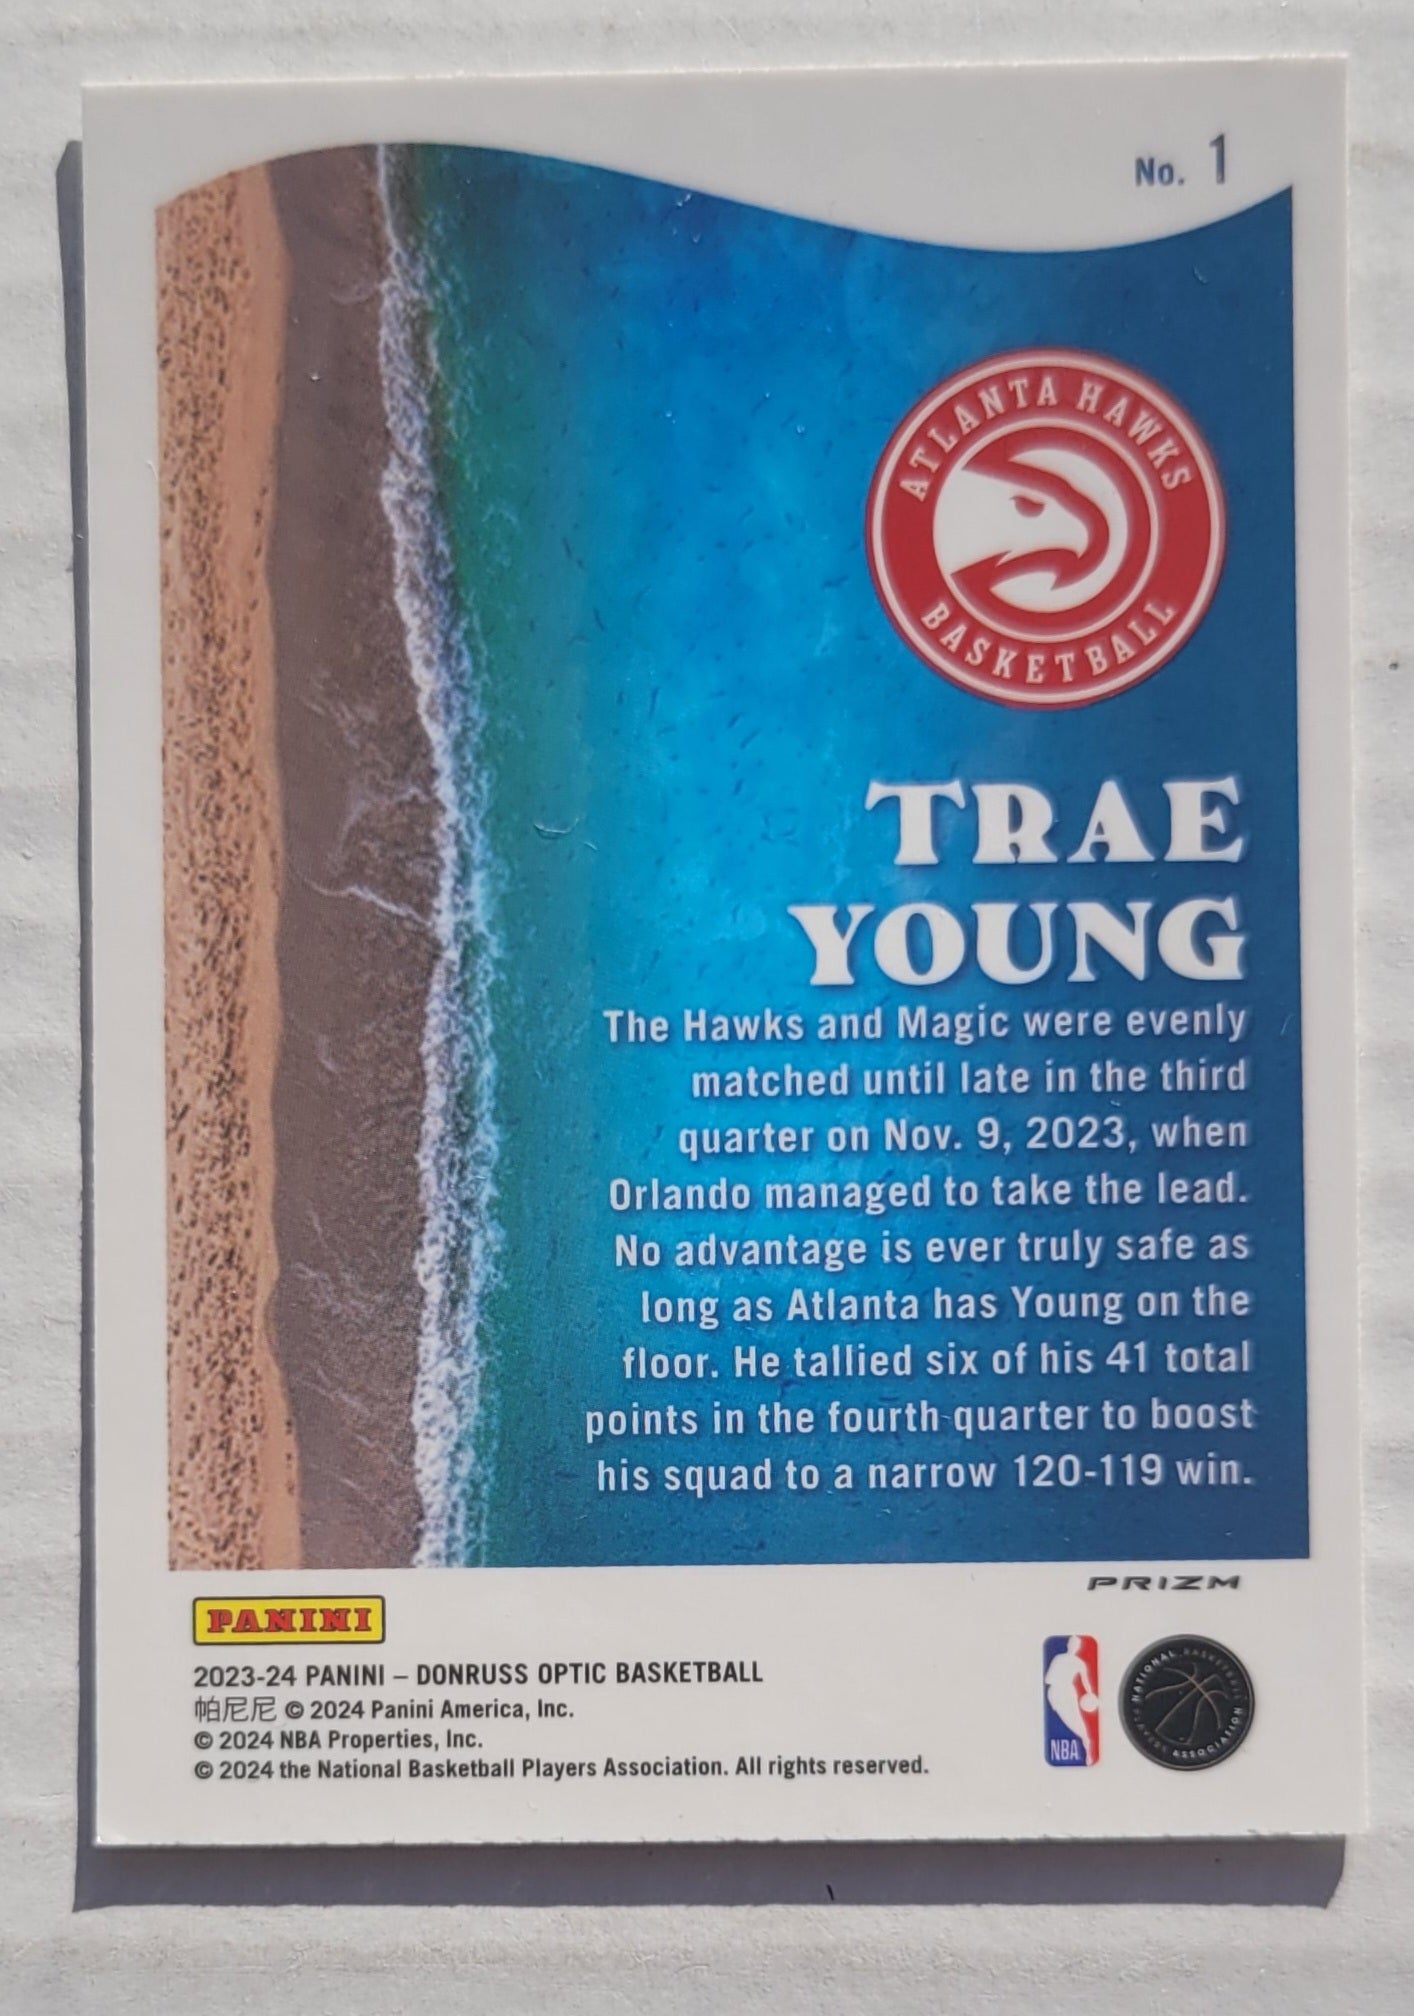 No. 1
ATLANTA HAWKS
BASKETBALL
TRAE
YOUNG
The Hawks and Magic were evenly
matched until late in the third
quarter on Nov. 9, 2023, when
Orlando managed to take the lead.
No advantage is ever truly safe as
long as Atlanta has Young on the
floor. He tallied six of his 41 total
points in the fourth quarter to boost
his squad to a narrow 120-119 win.
PRIZM
PANINI
2023-24 PANINI – DONRUSS OPTIC BASKETBALL
帕尼尼 © 2024 Panini America, Inc.
© 2024 NBA Properties, Inc.
© 2024 the National Basketball Players Association. All rights reserved.
NBA
NATIONAL BASKETBALL
PLAYERS ASSOCIATION